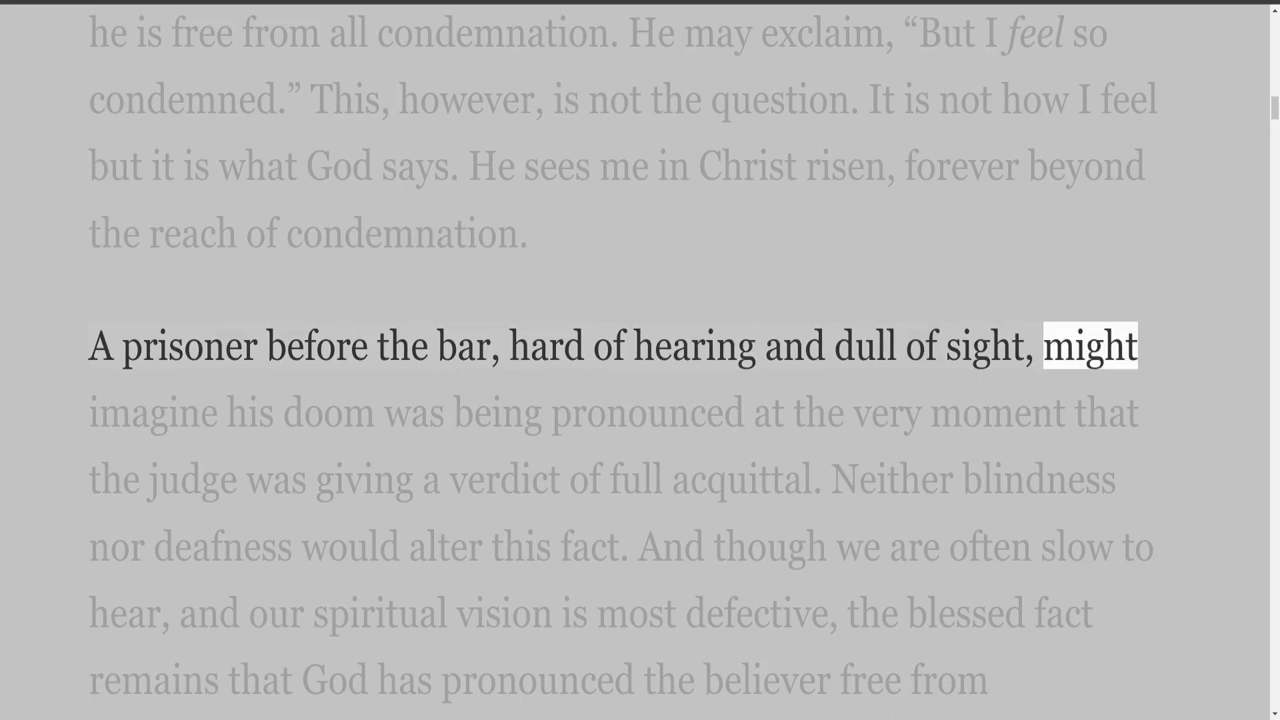 he is free from all condemnation. He may exclaim, “But I feel so
condemned.” This, however, is not the question. It is not how I feel
but it is what God says. He sees me in Christ risen, forever beyond
the reach of condemnation.
A prisoner before the bar, hard of hearing and dull of sight, might
imagine his doom was being pronounced at the very moment that
the judge was giving a verdict of full acquittal. Neither blindness
nor deafness would alter this fact. And though we are often slow to
hear, and our spiritual vision is most defective, the blessed fact
remains that God has pronounced the believer free from